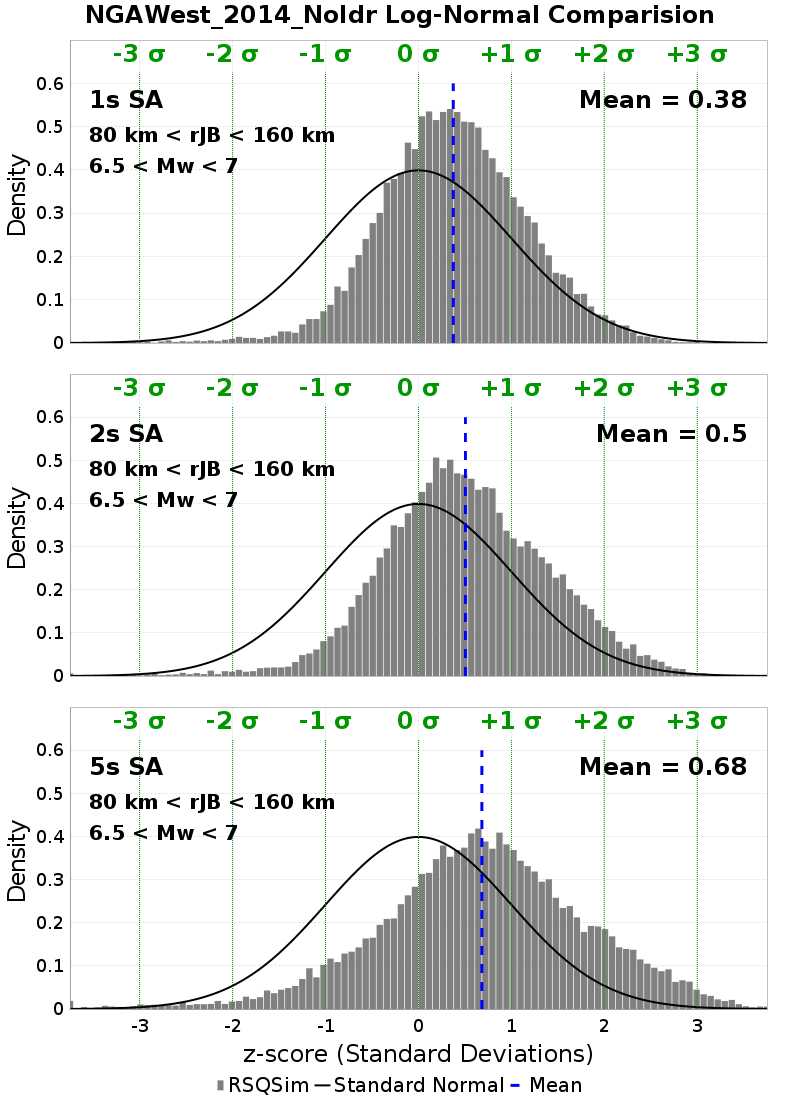 NGAWest_2014_NoIdr Log-Normal Comparision
-3 σ -2 σ -1 σ 0 σ +1 σ +2 σ +3 σ
0.6
1s SA Mean = 0.38
0.5
80 km < rJB < 160 km
6.5 < Mw < 7
0.4
0.3
0.2
0.1
0
Density
-3 σ -2 σ -1 σ 0 σ +1 σ +2 σ +3 σ
0.6
2s SA Mean = 0.5
0.5
80 km < rJB < 160 km
6.5 < Mw < 7
0.4
0.3
0.2
0.1
0
Density
-3 σ -2 σ -1 σ 0 σ +1 σ +2 σ +3 σ
0.6
5s SA Mean = 0.68
0.5
80 km < rJB < 160 km
6.5 < Mw < 7
0.4
0.3
0.2
0.1
0
Density
-3 -2 -1 0 1 2 3
z-score (Standard Deviations)
RSQSim Standard Normal Mean